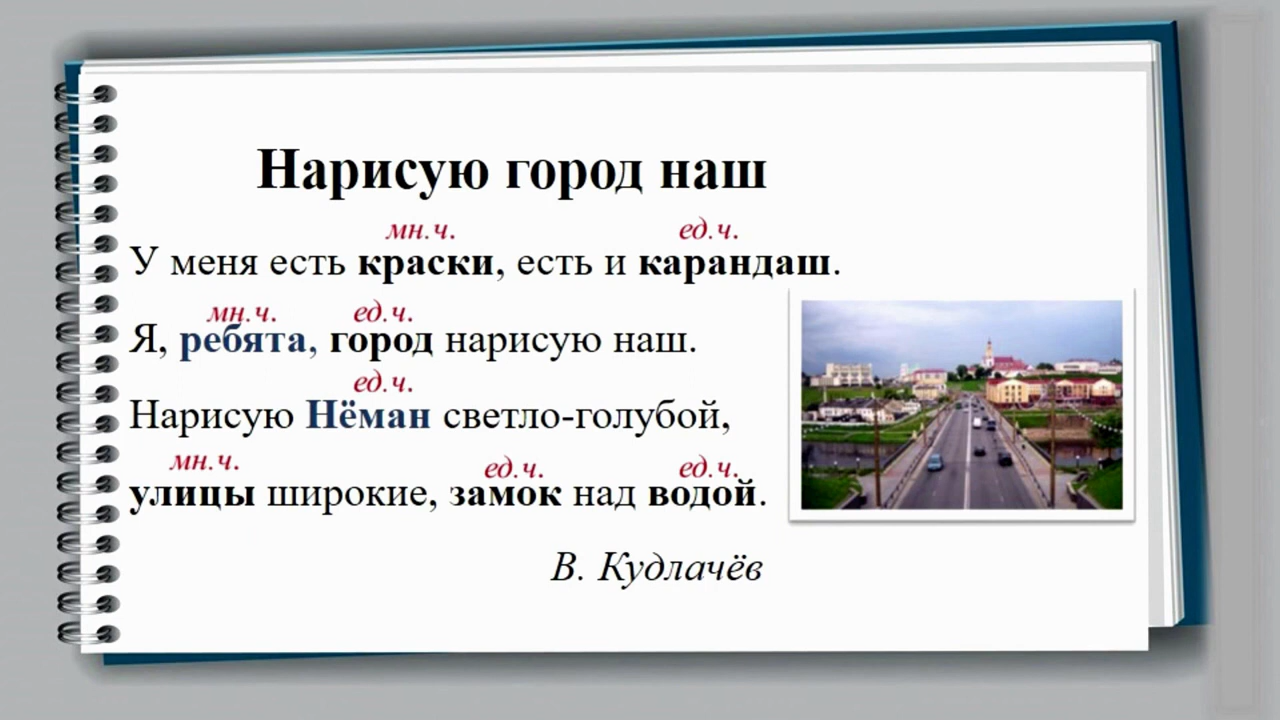 Нарисую город наш
мн.ч. ед.ч.
У меня есть краски, есть и карандаш.
мн.ч. ед.ч.
Я, ребята, город нарисую наш.
ед.ч.
Нарисую Нёман светло-голубой,
мн.ч. ед.ч. ед.ч.
улицы широкие, замок над водой.
В. Кудлачёв